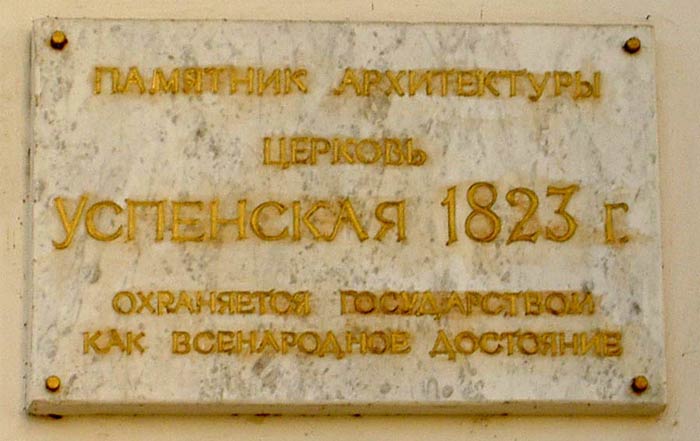 ПАМЯТНИК АРХИТЕКТУРЫ
ЦЕРКОВЬ
УСПЕНСКАЯ 1823 г.
ОХРАНЯЕТСЯ ГОСУДАРСТВОМ
КАК ВСЕНАРОДНОЕ ДОСТОЯНИЕ